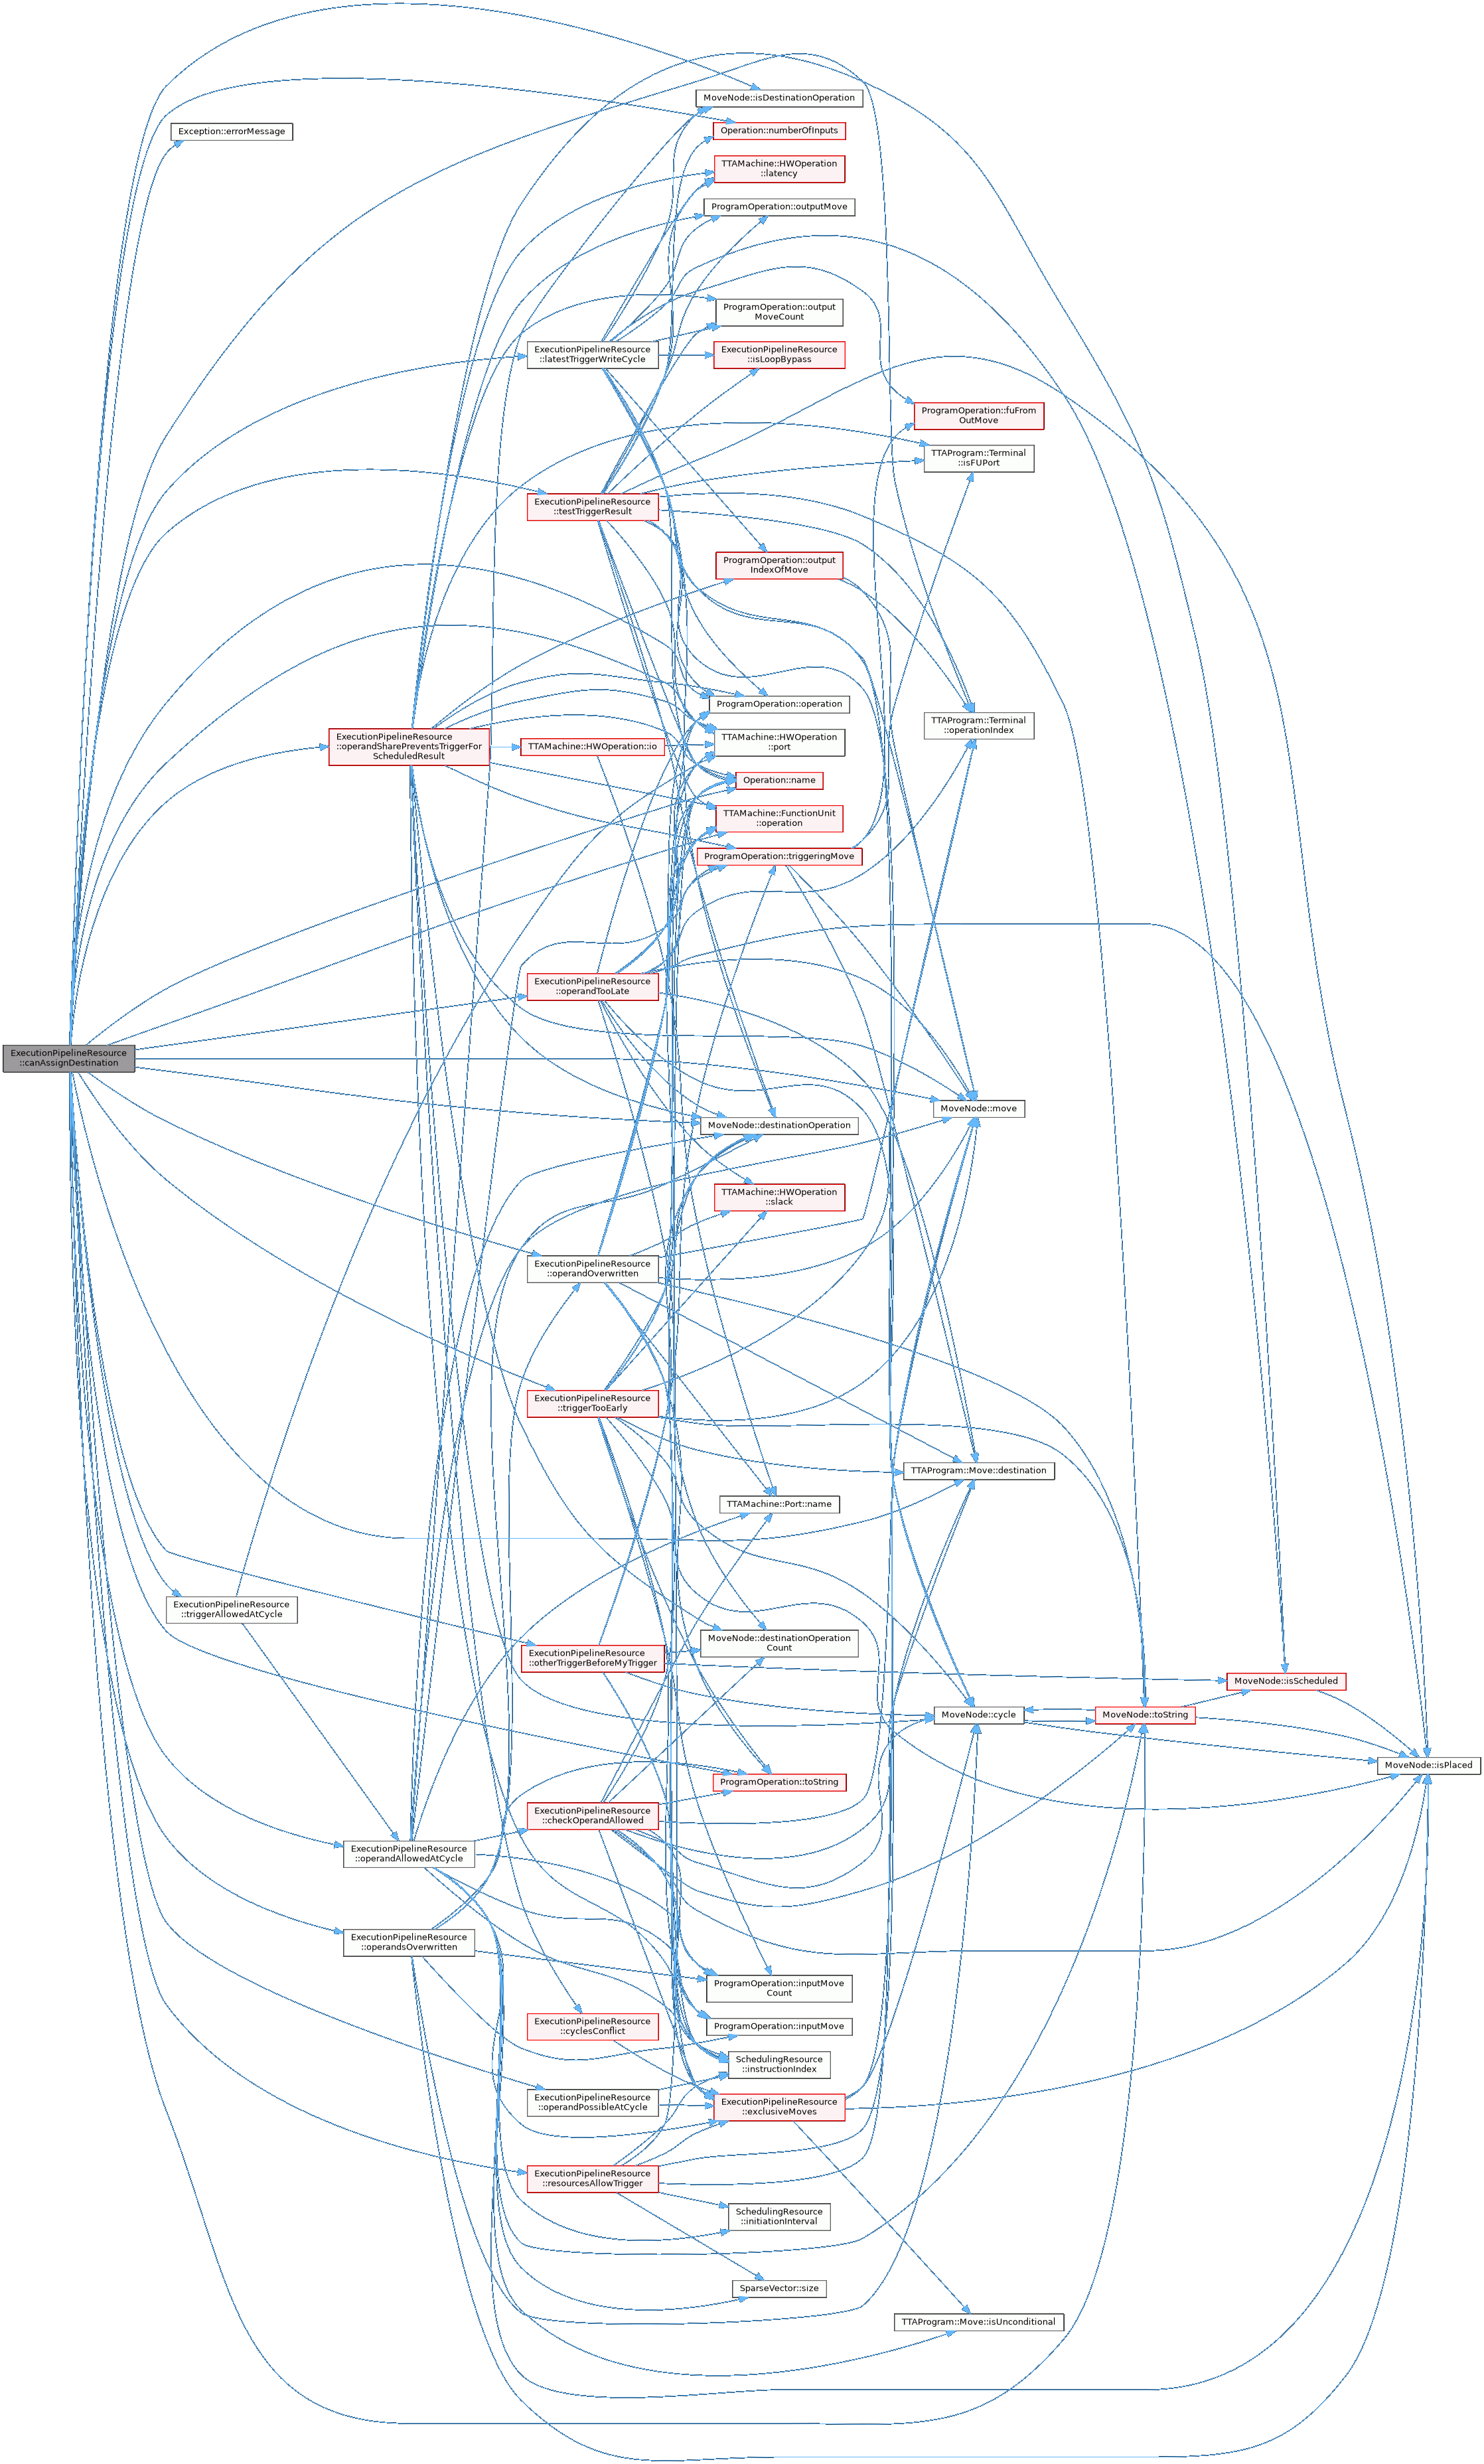 MoveNode::isDestinationOperation
Exception::errorMessage
Operation::numberOfInputs
TTAMachine::HWOperation
::latency
ProgramOperation::outputMove
ProgramOperation::output
MoveCount
ExecutionPipelineResource
::latestTriggerWriteCycle
ExecutionPipelineResource
::isLoopBypass
ProgramOperation::fuFrom
OutMove
TTAProgram::Terminal
::isFUPort
ExecutionPipelineResource
::testTriggerResult
ProgramOperation::output
IndexOfMove
ProgramOperation::operation
TTAProgram::Terminal
::operationIndex
ExecutionPipelineResource
::operandSharePreventsTriggerFor
ScheduledResult
TTAMachine::HWOperation::io
TTAMachine::HWOperation
::port
Operation::name
TTAMachine::FunctionUnit
::operation
ProgramOperation::triggeringMove
ExecutionPipelineResource
::operandTooLate
ExecutionPipelineResource
::canAssignDestination
MoveNode::move
MoveNode::destinationOperation
TTAMachine::HWOperation
::slack
ExecutionPipelineResource
::operandOverwritten
ExecutionPipelineResource
::triggerTooEarly
TTAProgram::Move::destination
TTAMachine::Port::name
ExecutionPipelineResource
::triggerAllowedAtCycle
MoveNode::destinationOperation
Count
ExecutionPipelineResource
::otherTriggerBeforeMyTrigger
MoveNode::isScheduled
MoveNode::cycle
MoveNode::toString
MoveNode::isPlaced
ProgramOperation::toString
ExecutionPipelineResource
::checkOperandAllowed
ExecutionPipelineResource
::operandAllowedAtCycle
ExecutionPipelineResource
::operandsOverwritten
ProgramOperation::inputMove
Count
ProgramOperation::inputMove
ExecutionPipelineResource
::cyclesConflict
SchedulingResource
::instructionIndex
ExecutionPipelineResource
::operandPossibleAtCycle
ExecutionPipelineResource
::exclusiveMoves
ExecutionPipelineResource
::resourcesAllowTrigger
SchedulingResource
::initiationInterval
SparseVector::size
TTAProgram::Move::isUnconditional